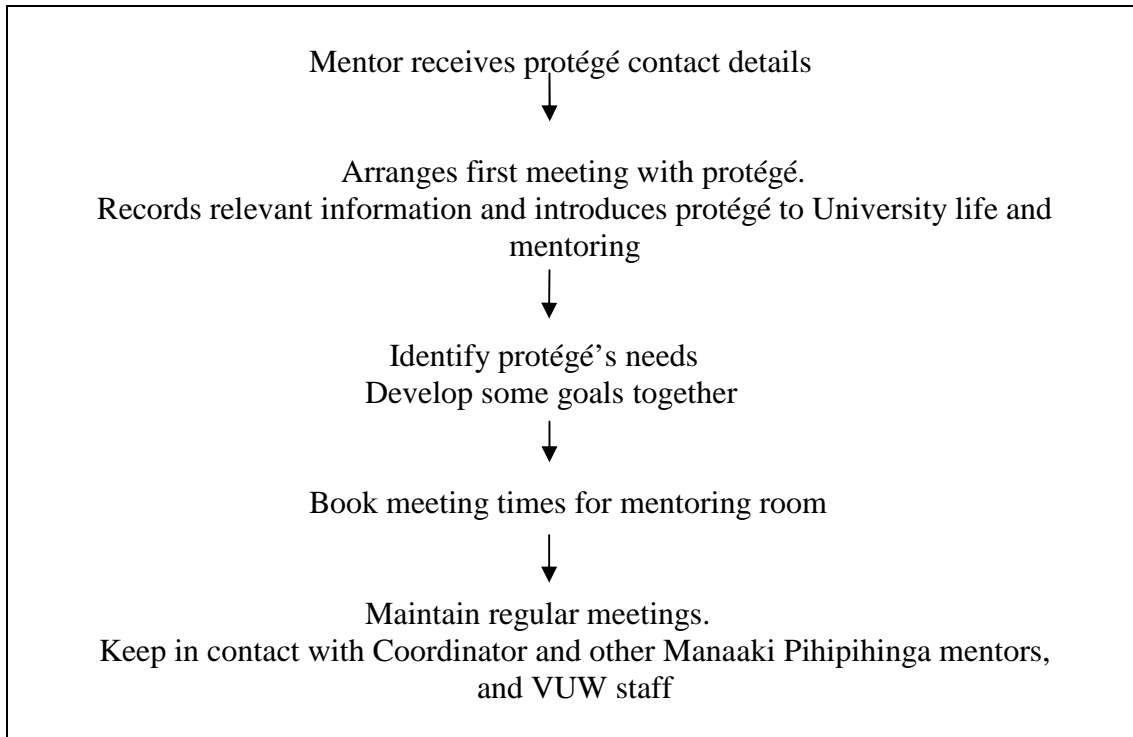 Mentor receives protégé contact details
Arranges first meeting with protégé.
Records relevant information and introduces protégé to University life and
mentoring
Identify protégé's needs
Develop some goals together
Book meeting times for mentoring room
Maintain regular meetings.
Keep in contact with Coordinator and other Manaaki Pihipihinga mentors,
and VUW staff